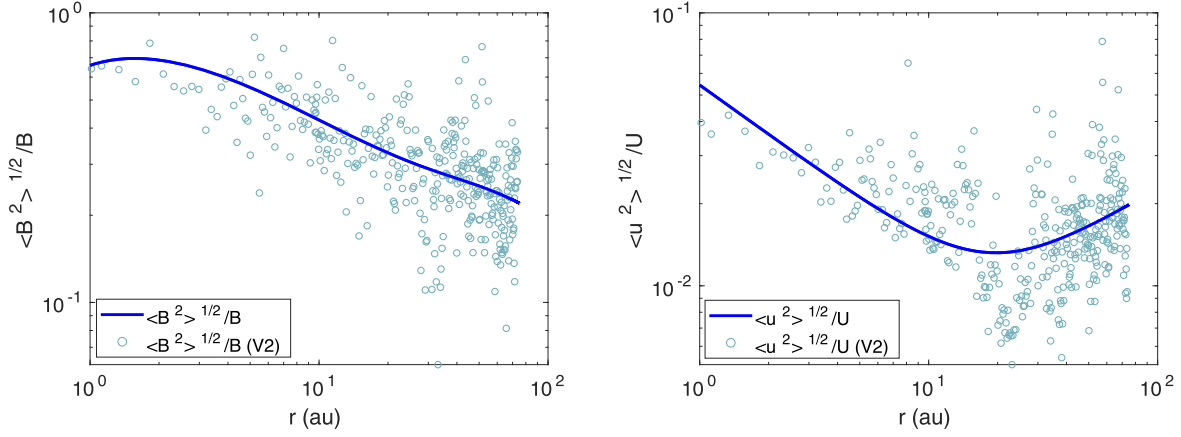 10^0
<B ^2> ^1/2 /B
10^-1
<B ^2> ^1/2 /B
<B ^2> ^1/2 /B (V2)
10^0 10^1 10^2
r (au)
10^-1
<u ^2> ^1/2 /U
10^-2
<u ^2> ^1/2 /U
<u ^2> ^1/2 /U (V2)
10^0 10^1 10^2
r (au)